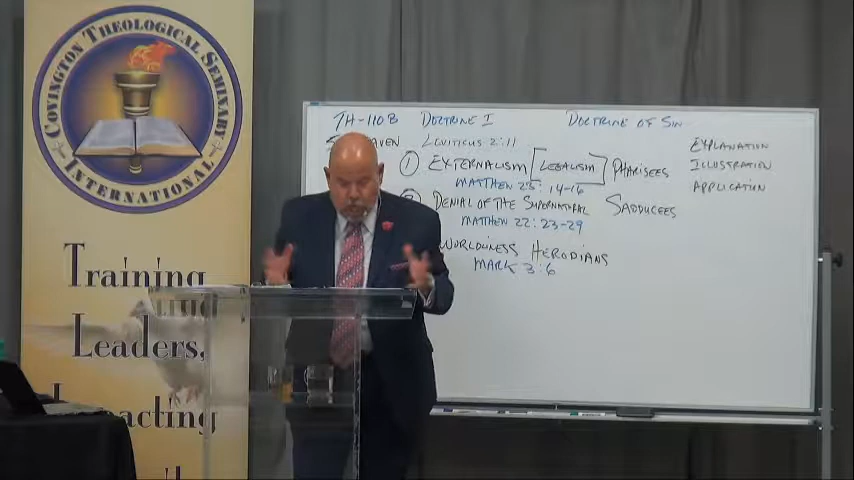 COVINGTON THEOLOGICAL SEMINARY
INTERNATIONAL
Training
Leaders,
TH-110B DOCTRINE I DOCTRINE OF SIN
LEVITICUS 2:11
① EXTERNALISM [LEGALISM] PHARISEES
MATTHEW 23:14-16
DENIAL OF THE SUPERNATURAL SADUCEES
MATTHEW 22:23-29
WORLDINESS HERODIANS
MARK 3:6
EXPLANATION
ILLUSTRATION
APPLICATION